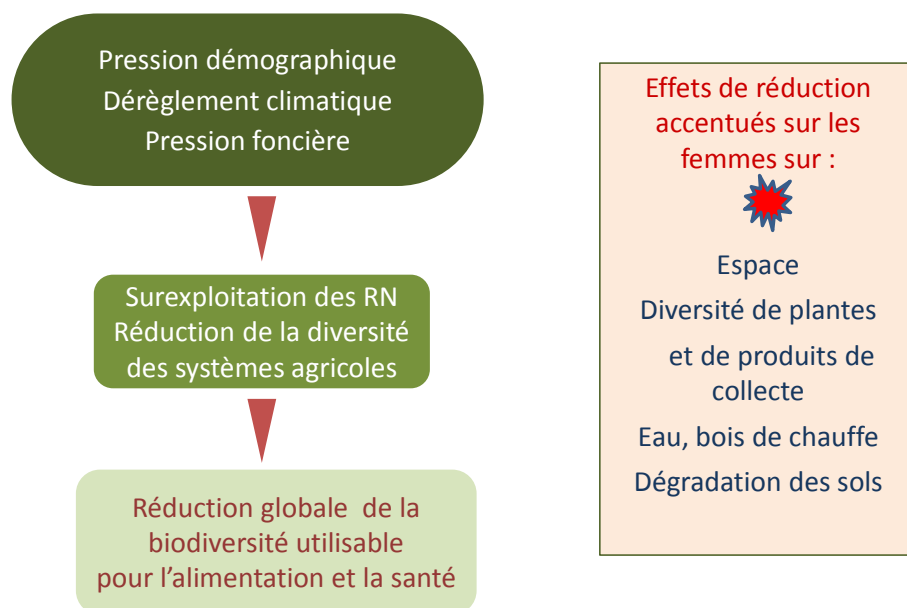 Pression démographique
Dérèglement climatique
Pression foncière
Surexploitation des RN
Réduction de la diversité
des systèmes agricoles
Réduction globale de la
biodiversité utilisable
pour l’alimentation et la santé
Effets de réduction
accentués sur les
femmes sur :
Espace
Diversité de plantes
et de produits de
collecte
Eau, bois de chauffe
Dégradation des sols